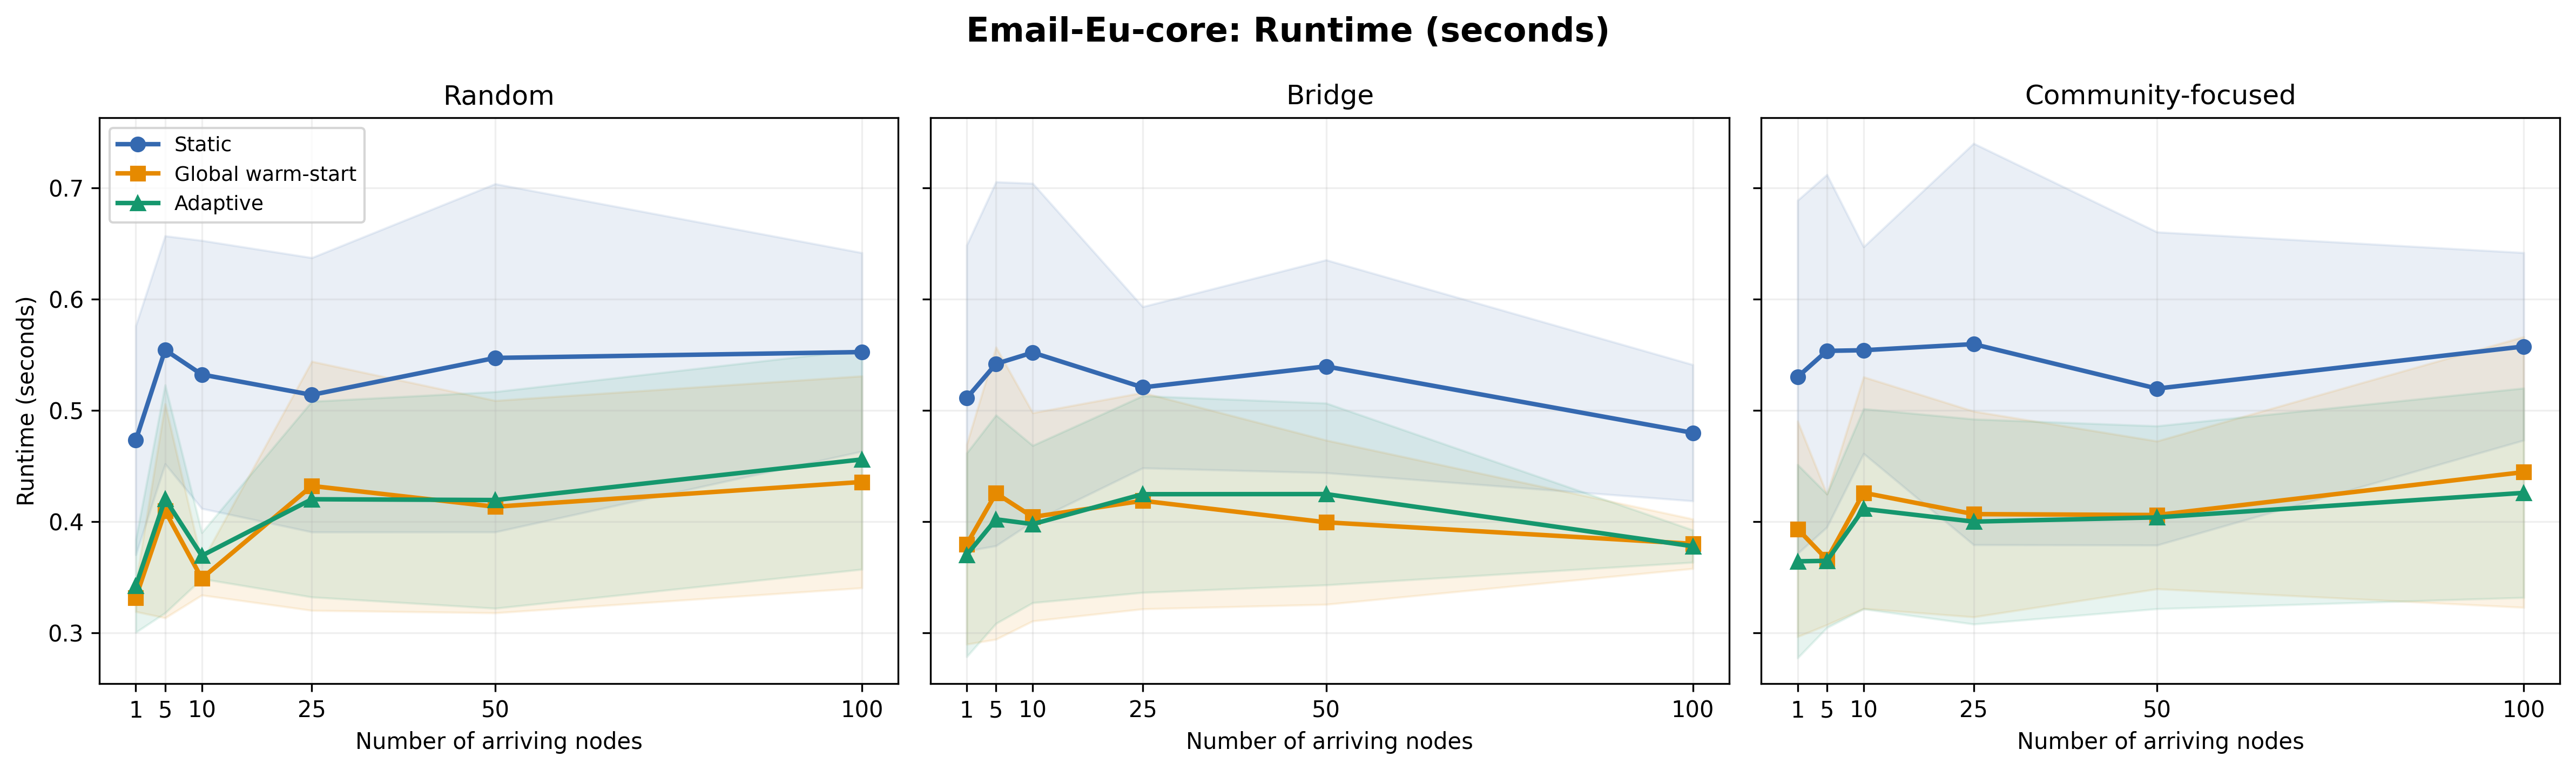 Email-Eu-core: Runtime (seconds)
Random
Bridge
Community-focused
Static
Global warm-start
Adaptive
Runtime (seconds)
0.7
0.6
0.5
0.4
0.3
1 5 10 25 50 100
1 5 10 25 50 100
1 5 10 25 50 100
Number of arriving nodes
Number of arriving nodes
Number of arriving nodes